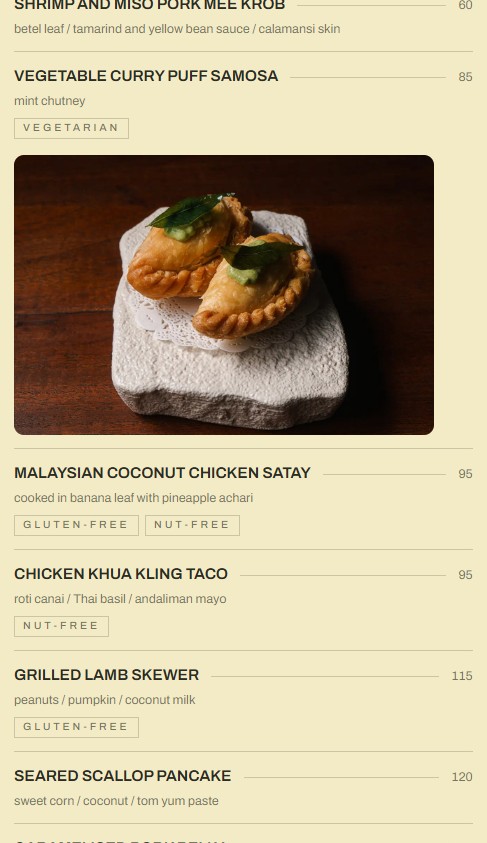 SHRIMP AND MISO PORK MEE KROB 60
betel leaf / tamarind and yellow bean sauce / calamansi skin
VEGETABLE CURRY PUFF SAMOSA 85
mint chutney
VEGETARIAN
MALAYSIAN COCONUT CHICKEN SATAY 95
cooked in banana leaf with pineapple achari
GLUTEN-FREE NUT-FREE
CHICKEN KHUA KLING TACO 95
roti canai / Thai basil / andaliman mayo
NUT-FREE
GRILLED LAMB SKEWER 115
peanuts / pumpkin / coconut milk
GLUTEN-FREE
SEARED SCALLOP PANCAKE 120
sweet corn / coconut / tom yum paste